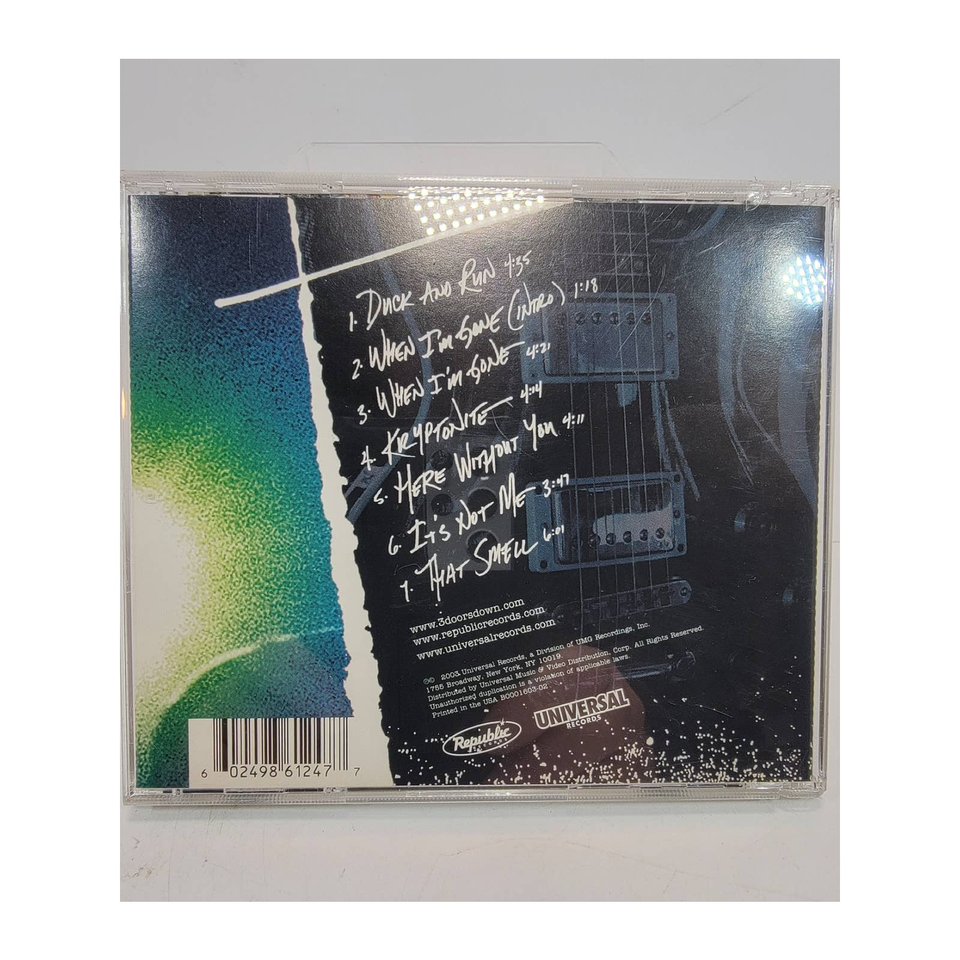 1. DUCK AND RUN 4:35
2. WHEN I'M GONE (INTRO) 1:18
3. WHEN I'M GONE 4:21
4. KRYPTONITE 4:14
5. HERE WITHOUT YOU 4:11
6. IT'S NOT ME 3:47
7. THAT SMELL 6:01
www.3doorsdown.com
www.republicrecords.com
www.universalrecords.com
℗© 2003 Universal Records, a Division of UMG Recordings, Inc.
1755 Broadway, New York, NY 10019.
Distributed by Universal Music & Video Distribution, Corp. All Rights Reserved.
Unauthorized duplication is a violation of applicable laws.
Printed in the USA B0001603-02
Republic
RECORDS
UNIVERSAL
RECORDS
6 02498 61247 7